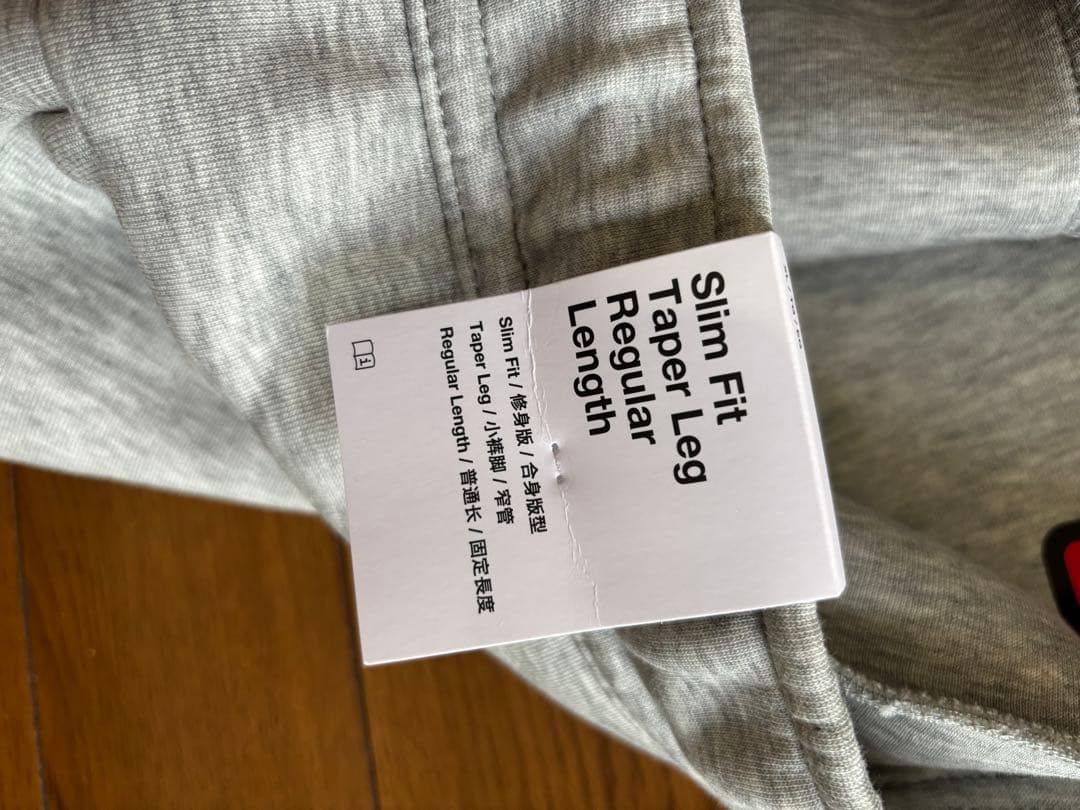 Slim Fit
Taper Leg
Regular
Length
Slim Fit / 修身版 / 合身版型
Taper Leg / 小裤脚 / 窄管
Regular Length / 普通长 / 固定長度